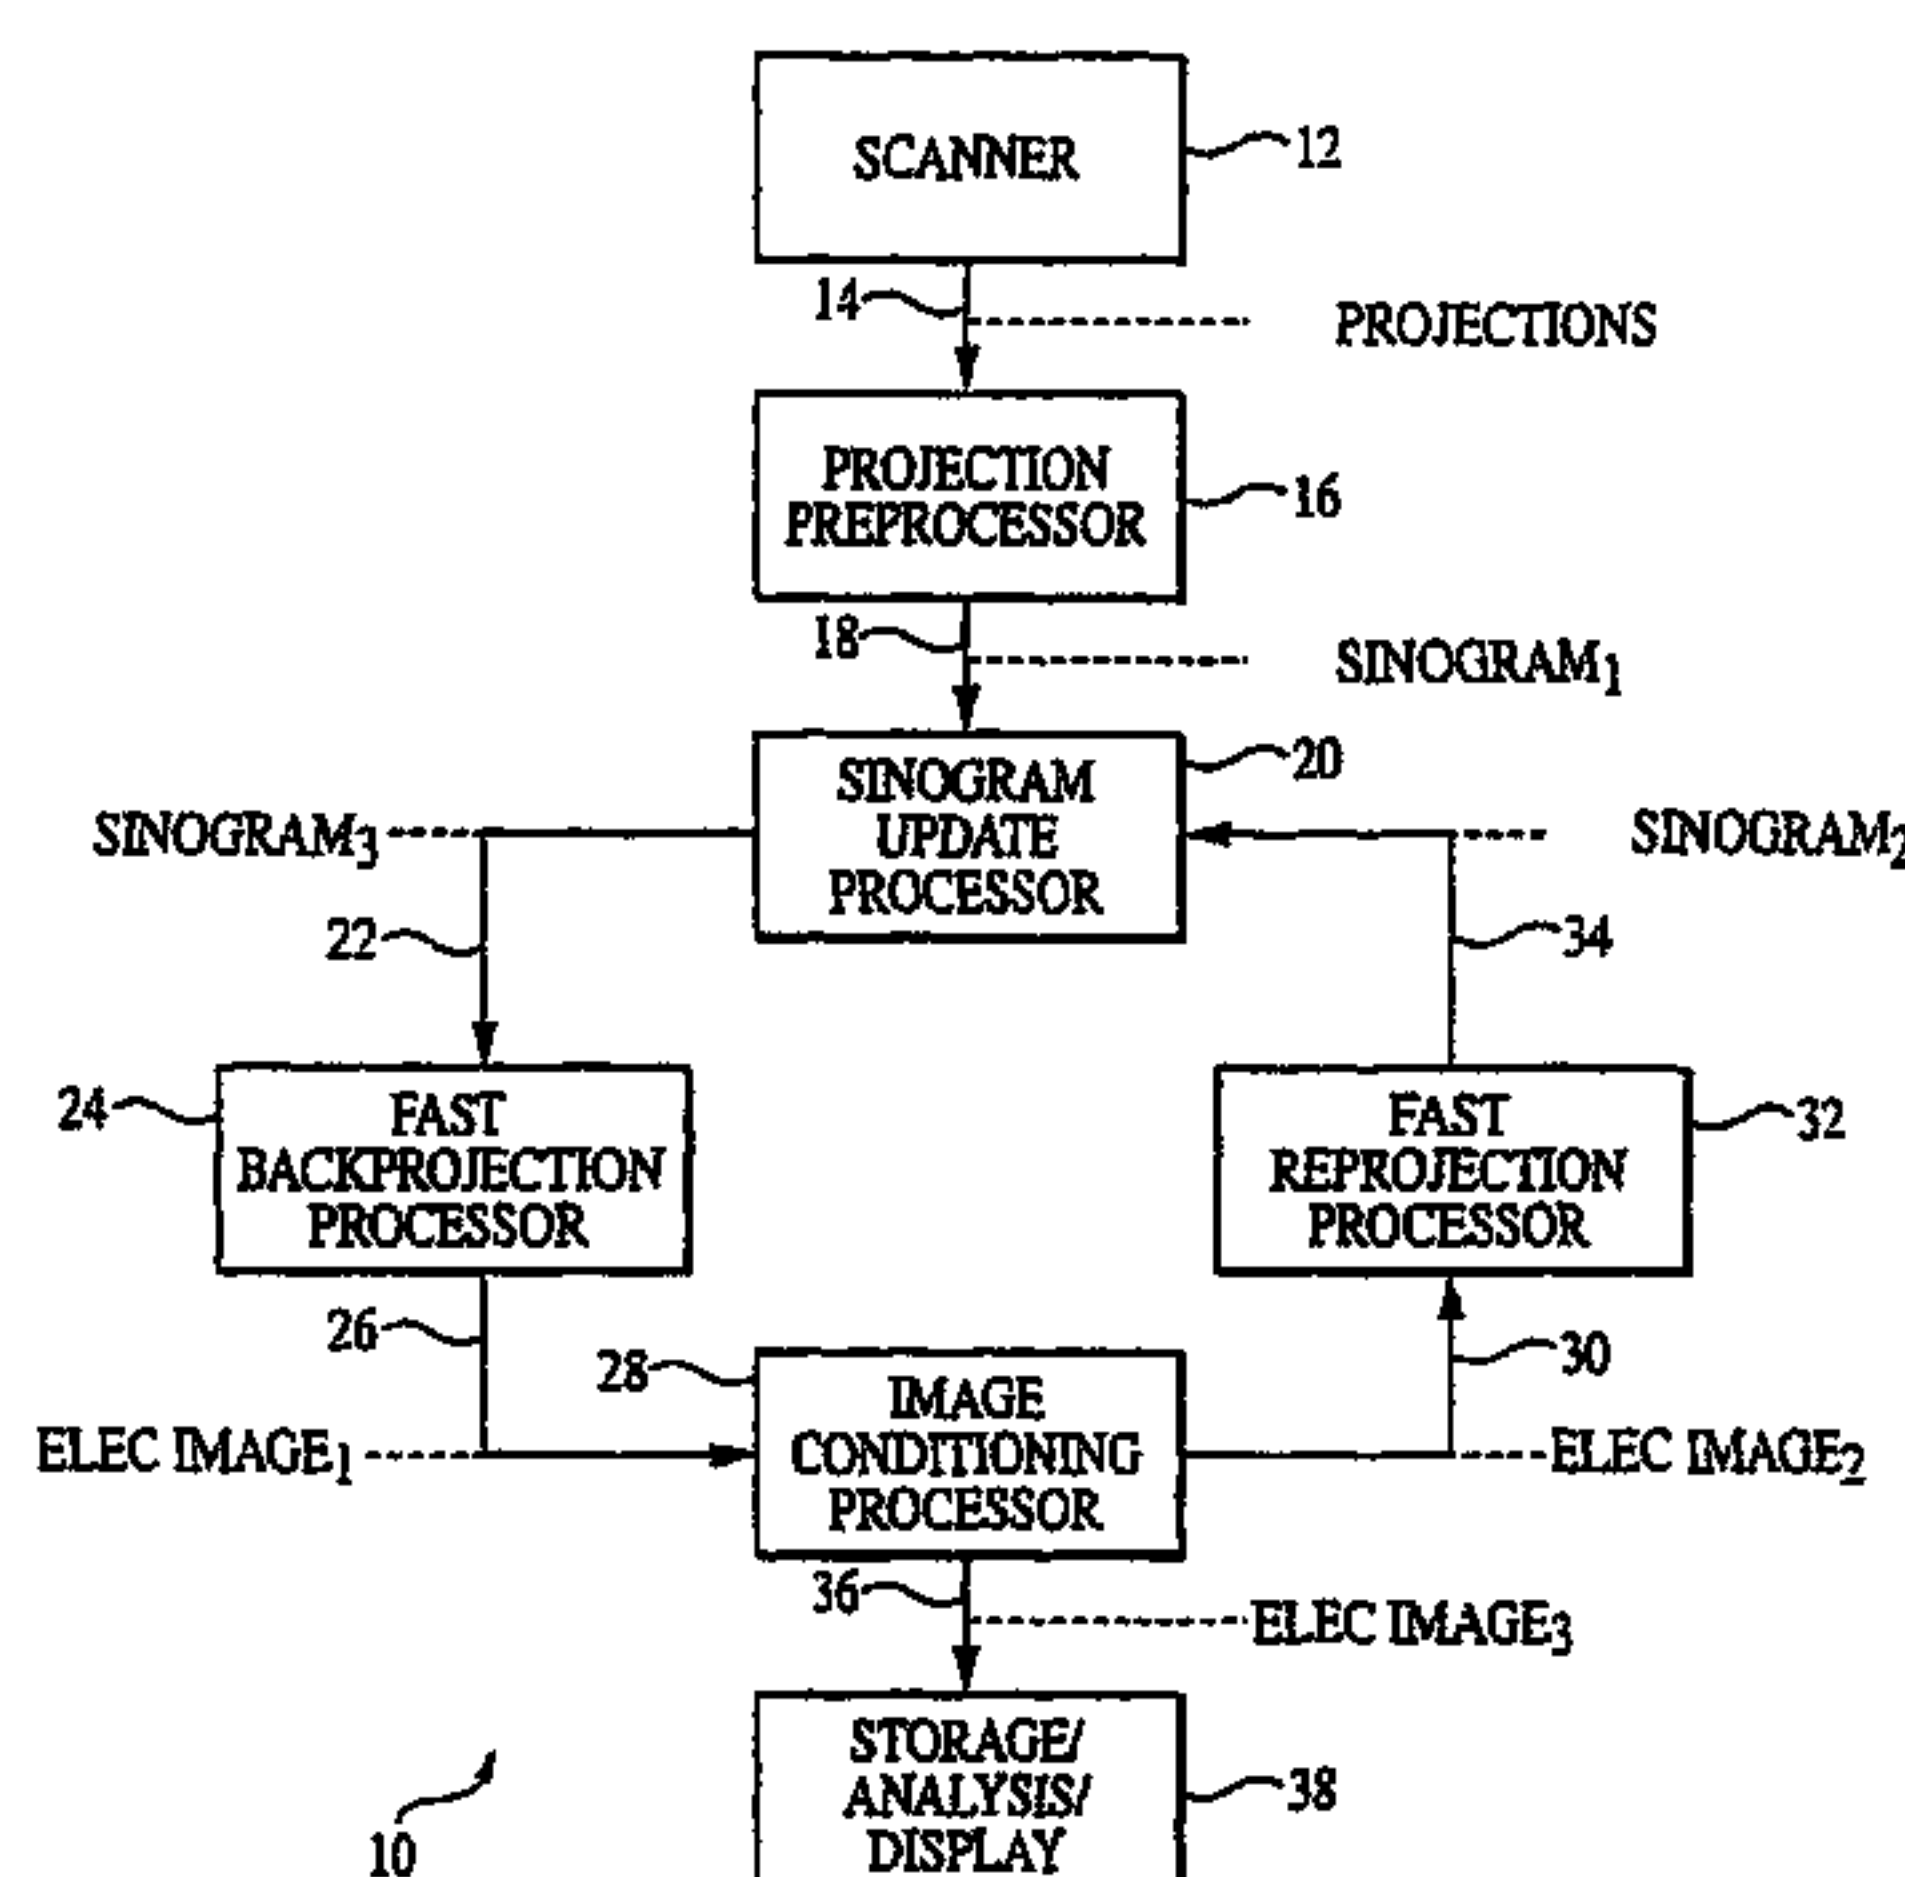 SCANNER
12
14
PROJECTIONS
PROJECTION
PREPROCESSOR
16
18
SINOGRAM1
SINOGRAM
UPDATE
PROCESSOR
20
SINOGRAM3
SINOGRAM2
22
34
24
FAST
BACKPROJECTION
PROCESSOR
FAST
REPROJECTION
PROCESSOR
32
26
28
IMAGE
CONDITIONING
PROCESSOR
30
ELEC IMAGE1
ELEC IMAGE2
36
ELEC IMAGE3
STORAGE/
ANALYSIS/
DISPLAY
38
10